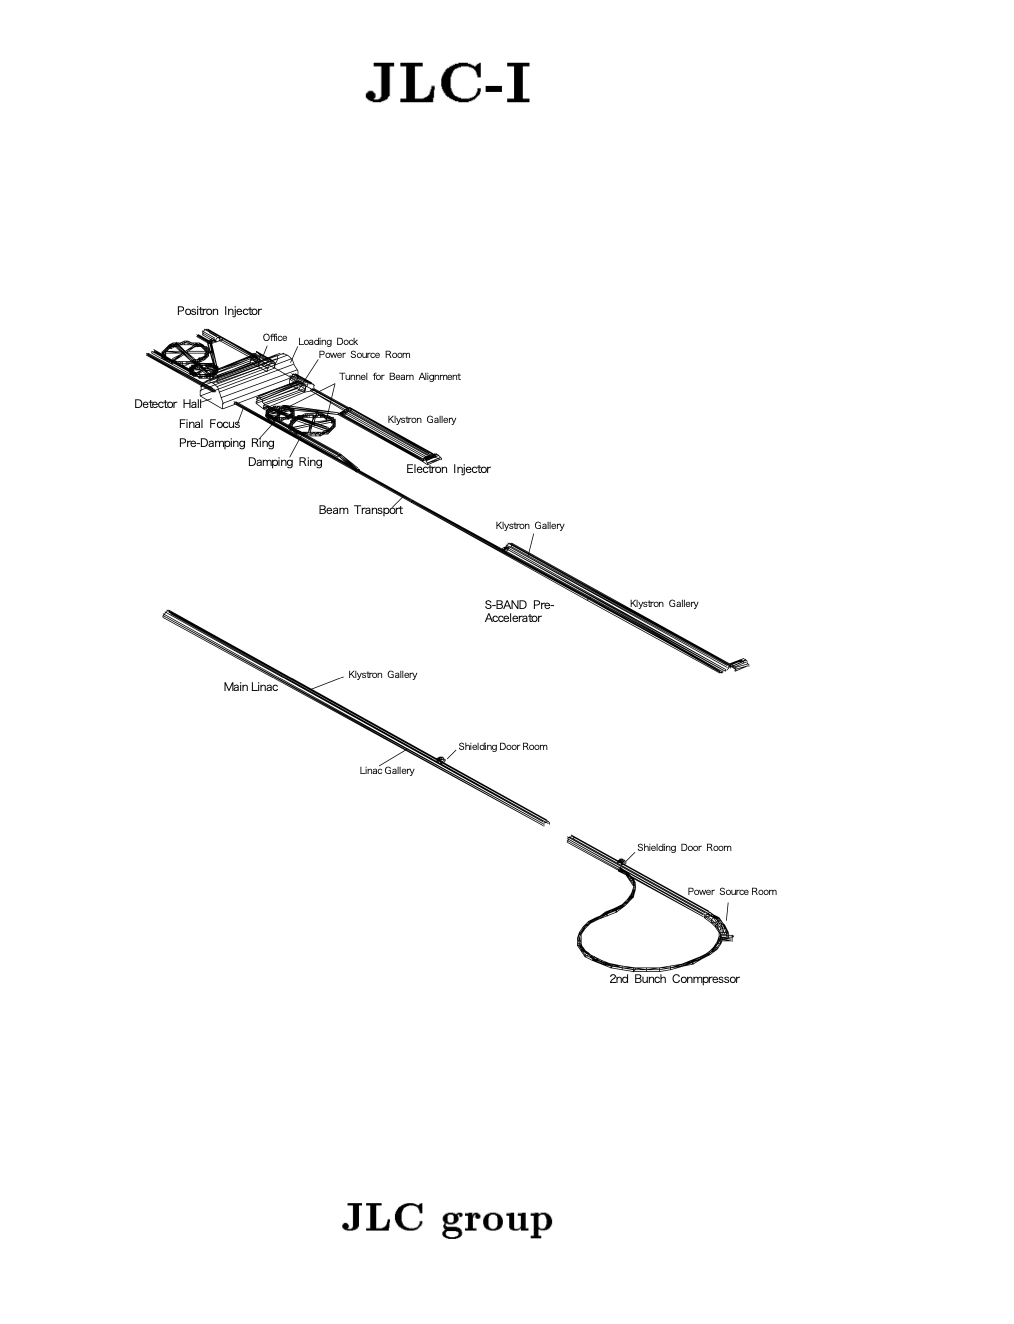 JLC-I
Positron Injector
Office
Loading Dock
Power Source Room
Tunnel for Beam Alignment
Detector Hall
Klystron Gallery
Final Focus
Pre-Damping Ring
Damping Ring
Electron Injector
Beam Transport
Klystron Gallery
S-BAND Pre-
Accelerator
Klystron Gallery
Klystron Gallery
Main Linac
Shielding Door Room
Linac Gallery
Shielding Door Room
Power Source Room
2nd Bunch Conmpressor
JLC group